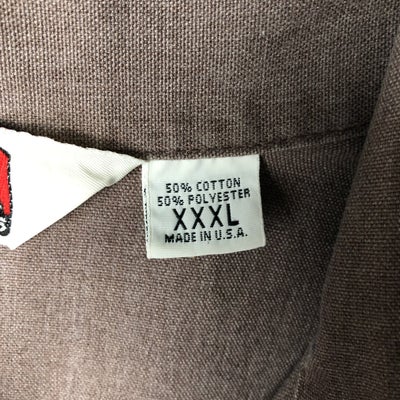 50% COTTON
50% POLYESTER
XXXL
MADE IN U.S.A.